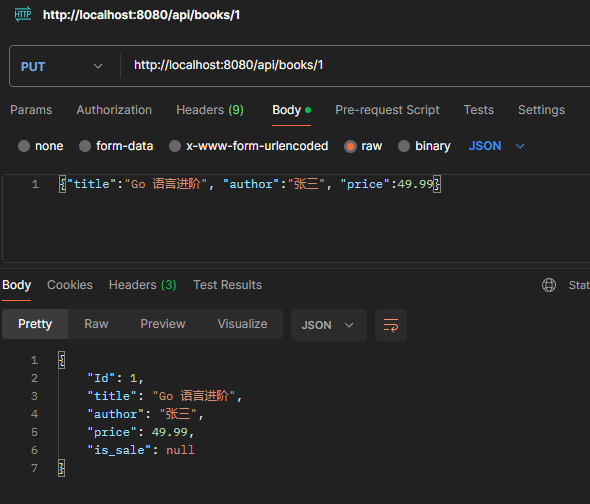 HTTP http://localhost:8080/api/books/1
PUT http://localhost:8080/api/books/1
Params Authorization Headers (9) Body Pre-request Script Tests Settings
none form-data x-www-form-urlencoded raw binary JSON
1 {"title":"Go 语言进阶", "author":"张三", "price":49.99}
Body Cookies Headers (3) Test Results Stat
Pretty Raw Preview Visualize JSON
1 {
2 "Id": 1,
3 "title": "Go 语言进阶",
4 "author": "张三",
5 "price": 49.99,
6 "is_sale": null
7 }